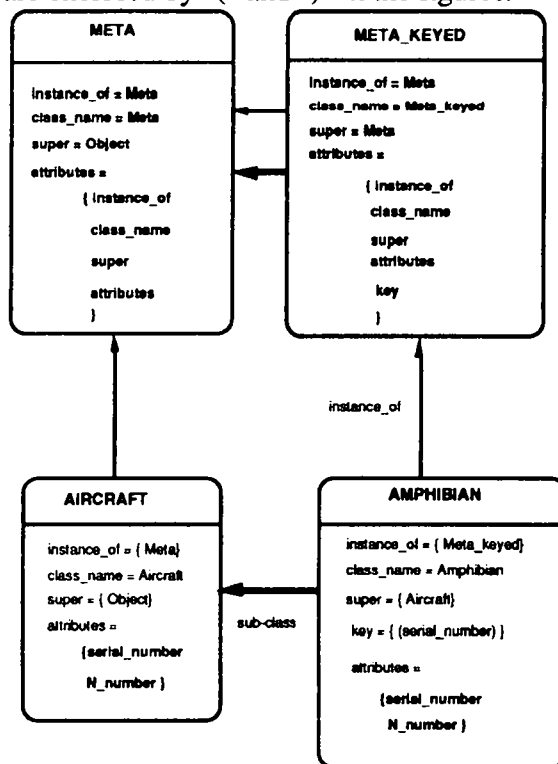 META
instance_of = Meta
class_name = Meta
super = Object
attributes =
{ instance_of
class_name
super
attributes
}
META_KEYED
instance_of = Meta
class_name = Meta_keyed
super = Meta
attributes =
{ instance_of
class_name
super
attributes
key
}
instance_of
AIRCRAFT
instance_of = { Meta}
class_name = Aircraft
super = { Object}
attributes =
{serial_number
N_number }
sub-class
AMPHIBIAN
instance_of = { Meta_keyed}
class_name = Amphibian
super = { Aircraft}
key = { (serial_number) }
attributes =
{serial_number
N_number }